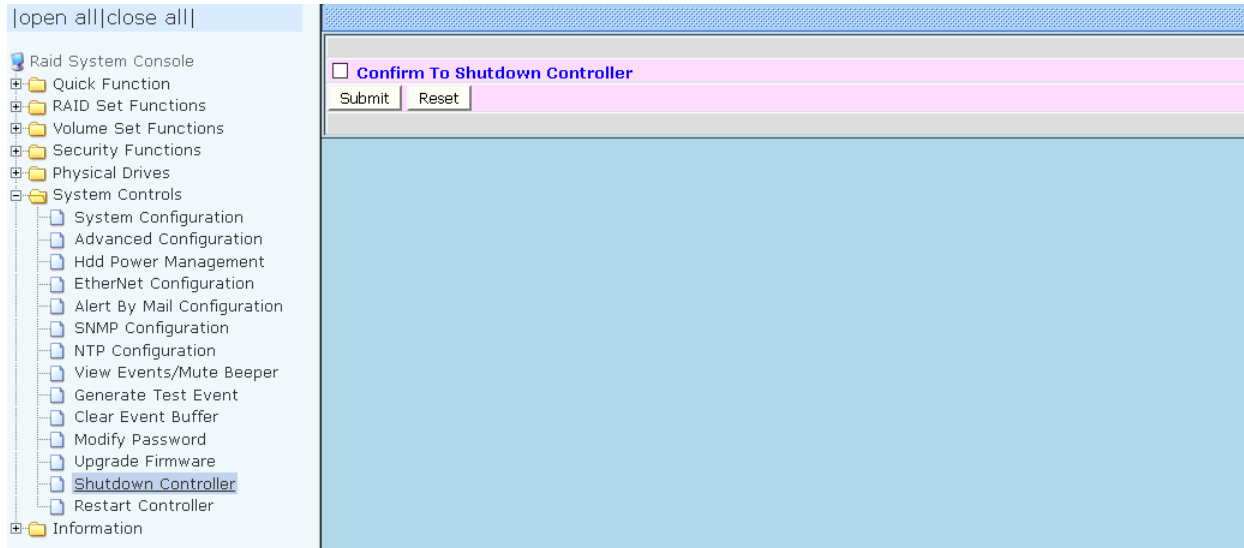 |open all|close all|
Raid System Console
Quick Function
RAID Set Functions
Volume Set Functions
Security Functions
Physical Drives
System Controls
System Configuration
Advanced Configuration
Hdd Power Management
EtherNet Configuration
Alert By Mail Configuration
SNMP Configuration
NTP Configuration
View Events/Mute Beeper
Generate Test Event
Clear Event Buffer
Modify Password
Upgrade Firmware
Shutdown Controller
Restart Controller
Information
Confirm To Shutdown Controller
Submit Reset